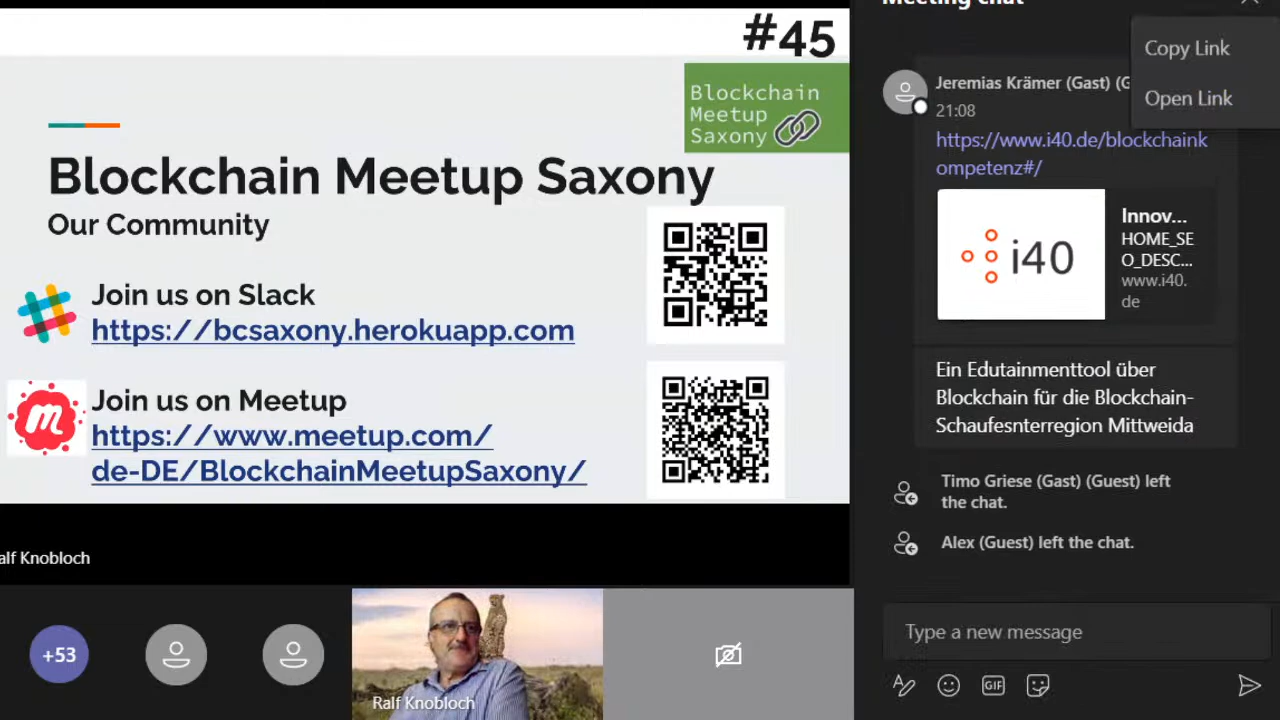 #45
Blockchain
Meetup
Saxony
Blockchain Meetup Saxony
Our Community
Join us on Slack
https://bcsaxony.herokuapp.com
Join us on Meetup
https://www.meetup.com/
de-DE/BlockchainMeetupSaxony/
alf Knobloch
+53
Ralf Knobloch
Meeting chat
Copy Link
Open Link
Jeremias Krämer (Gast) (G
21:08
https://www.i40.de/blockchaink
ompetenz#/
i40
Innov...
HOME_SE
O_DESC...
www.i40.
de
Ein Edutainmenttool über
Blockchain für die Blockchain-
Schaufesnterregion Mittweida
Timo Griese (Gast) (Guest) left
the chat.
Alex (Guest) left the chat.
Type a new message
GIF